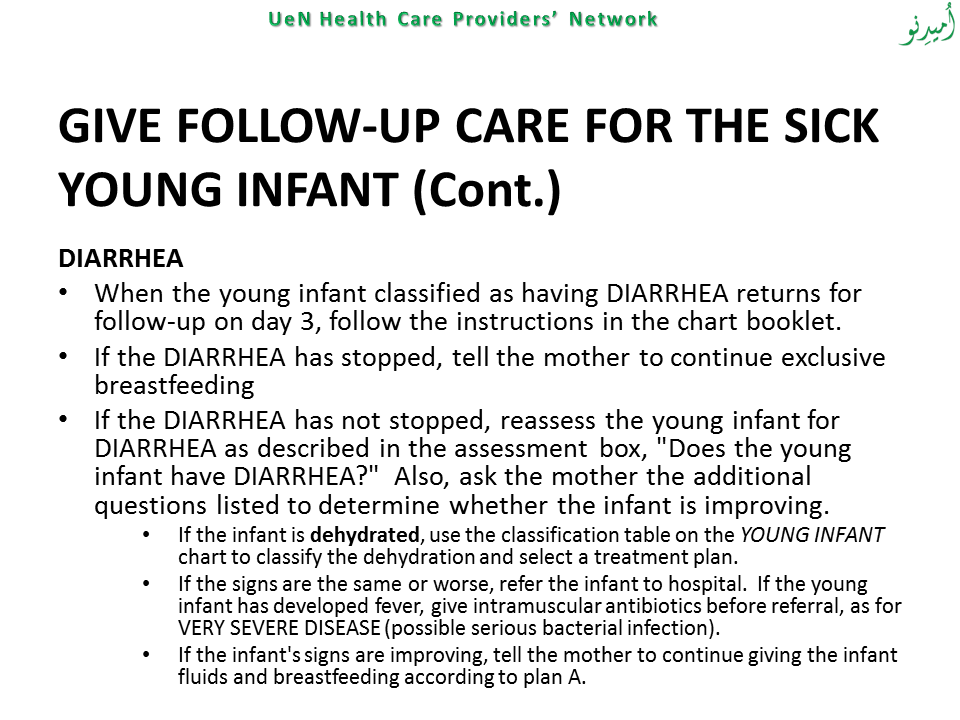 UeN Health Care Providers’ Network
اُمیدِنو
GIVE FOLLOW-UP CARE FOR THE SICK
YOUNG INFANT (Cont.)
DIARRHEA
• When the young infant classified as having DIARRHEA returns for
follow-up on day 3, follow the instructions in the chart booklet.
• If the DIARRHEA has stopped, tell the mother to continue exclusive
breastfeeding
• If the DIARRHEA has not stopped, reassess the young infant for
DIARRHEA as described in the assessment box, "Does the young
infant have DIARRHEA?"  Also, ask the mother the additional
questions listed to determine whether the infant is improving.
• If the infant is dehydrated, use the classification table on the YOUNG INFANT
chart to classify the dehydration and select a treatment plan.
• If the signs are the same or worse, refer the infant to hospital.  If the young
infant has developed fever, give intramuscular antibiotics before referral, as for
VERY SEVERE DISEASE (possible serious bacterial infection).
• If the infant's signs are improving, tell the mother to continue giving the infant
fluids and breastfeeding according to plan A.